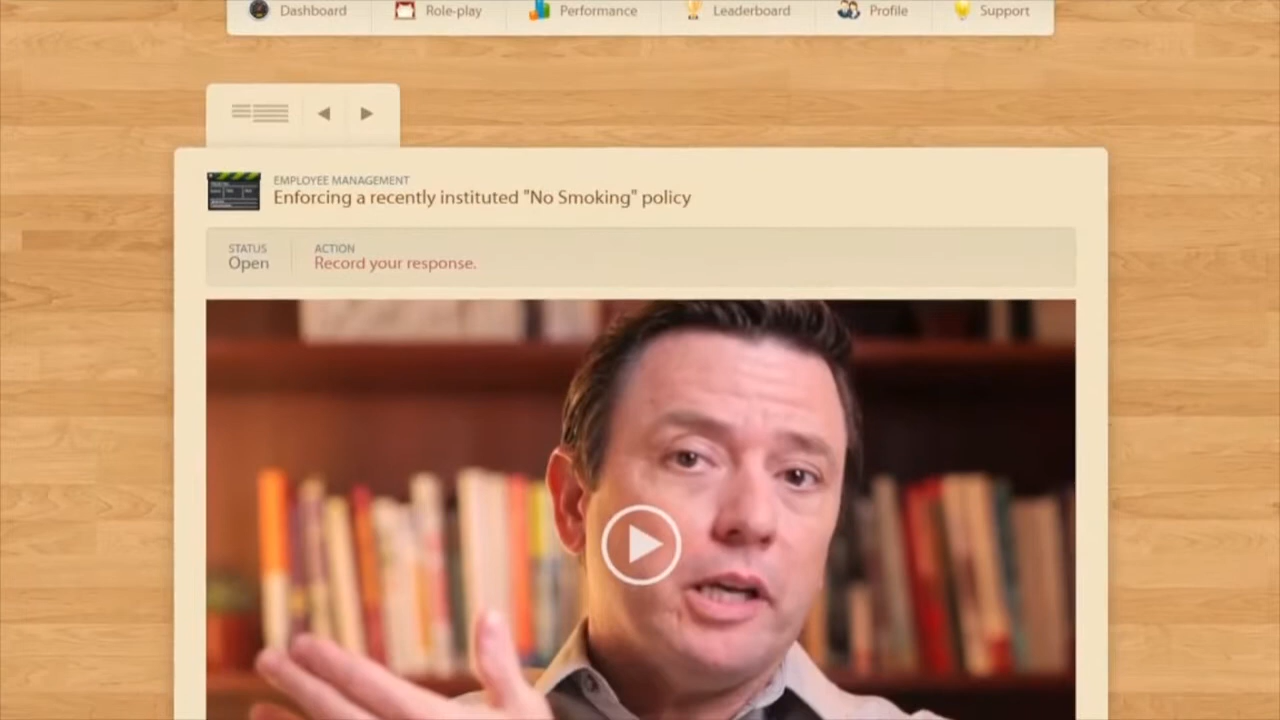 Dashboard Role-play Performance Leaderboard Profile Support
EMPLOYEE MANAGEMENT
Enforcing a recently instituted "No Smoking" policy
STATUS ACTION
Open Record your response.